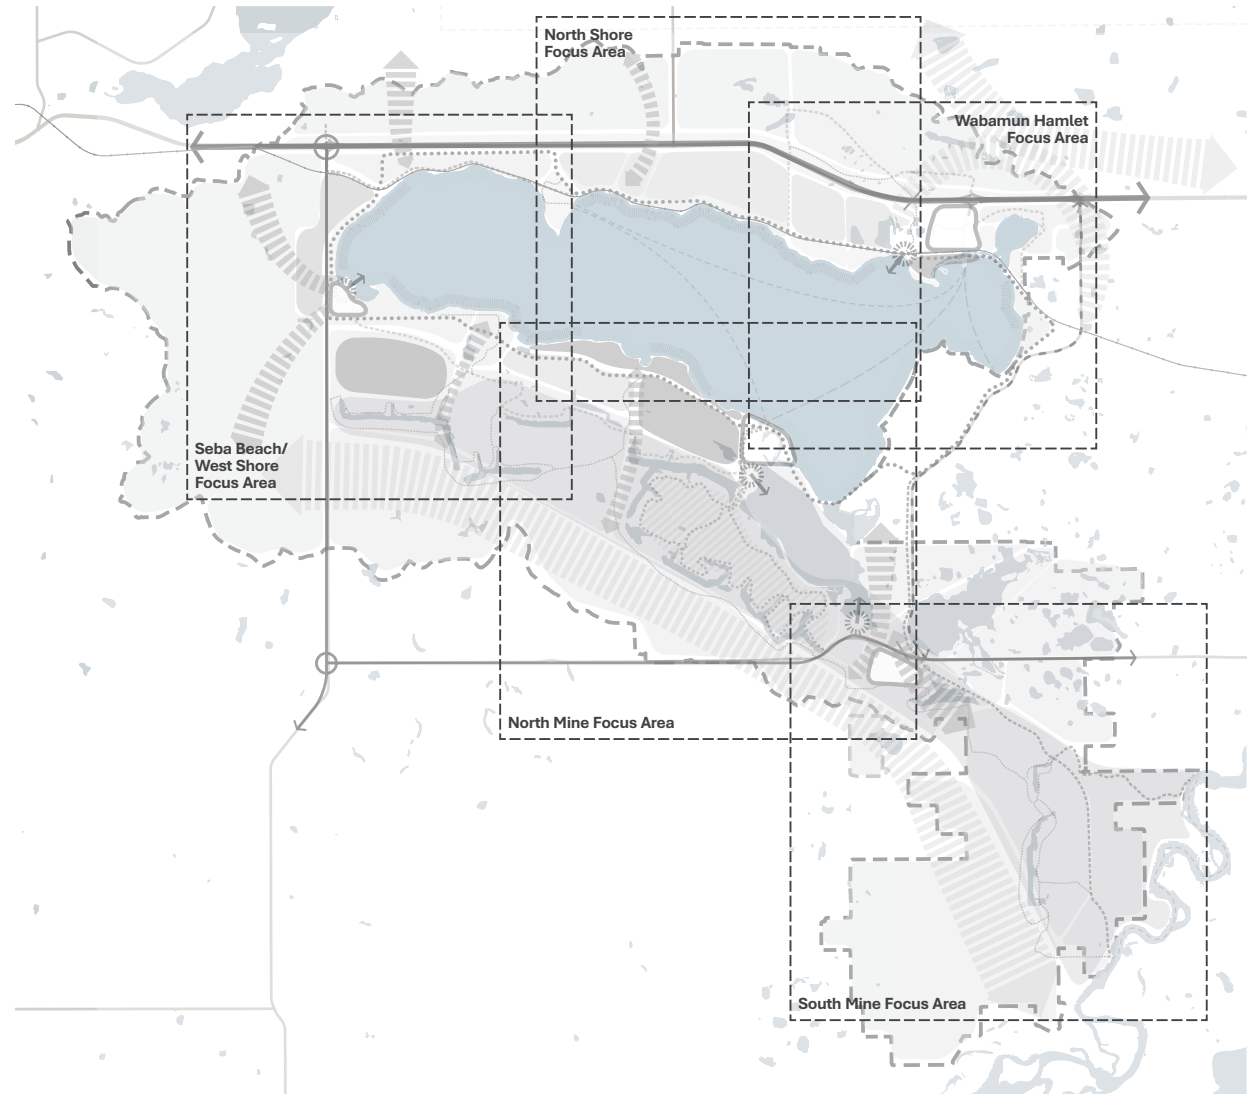 North Shore
Focus Area
Wabamun Hamlet
Focus Area
Seba Beach/
West Shore
Focus Area
North Mine Focus Area
South Mine Focus Area